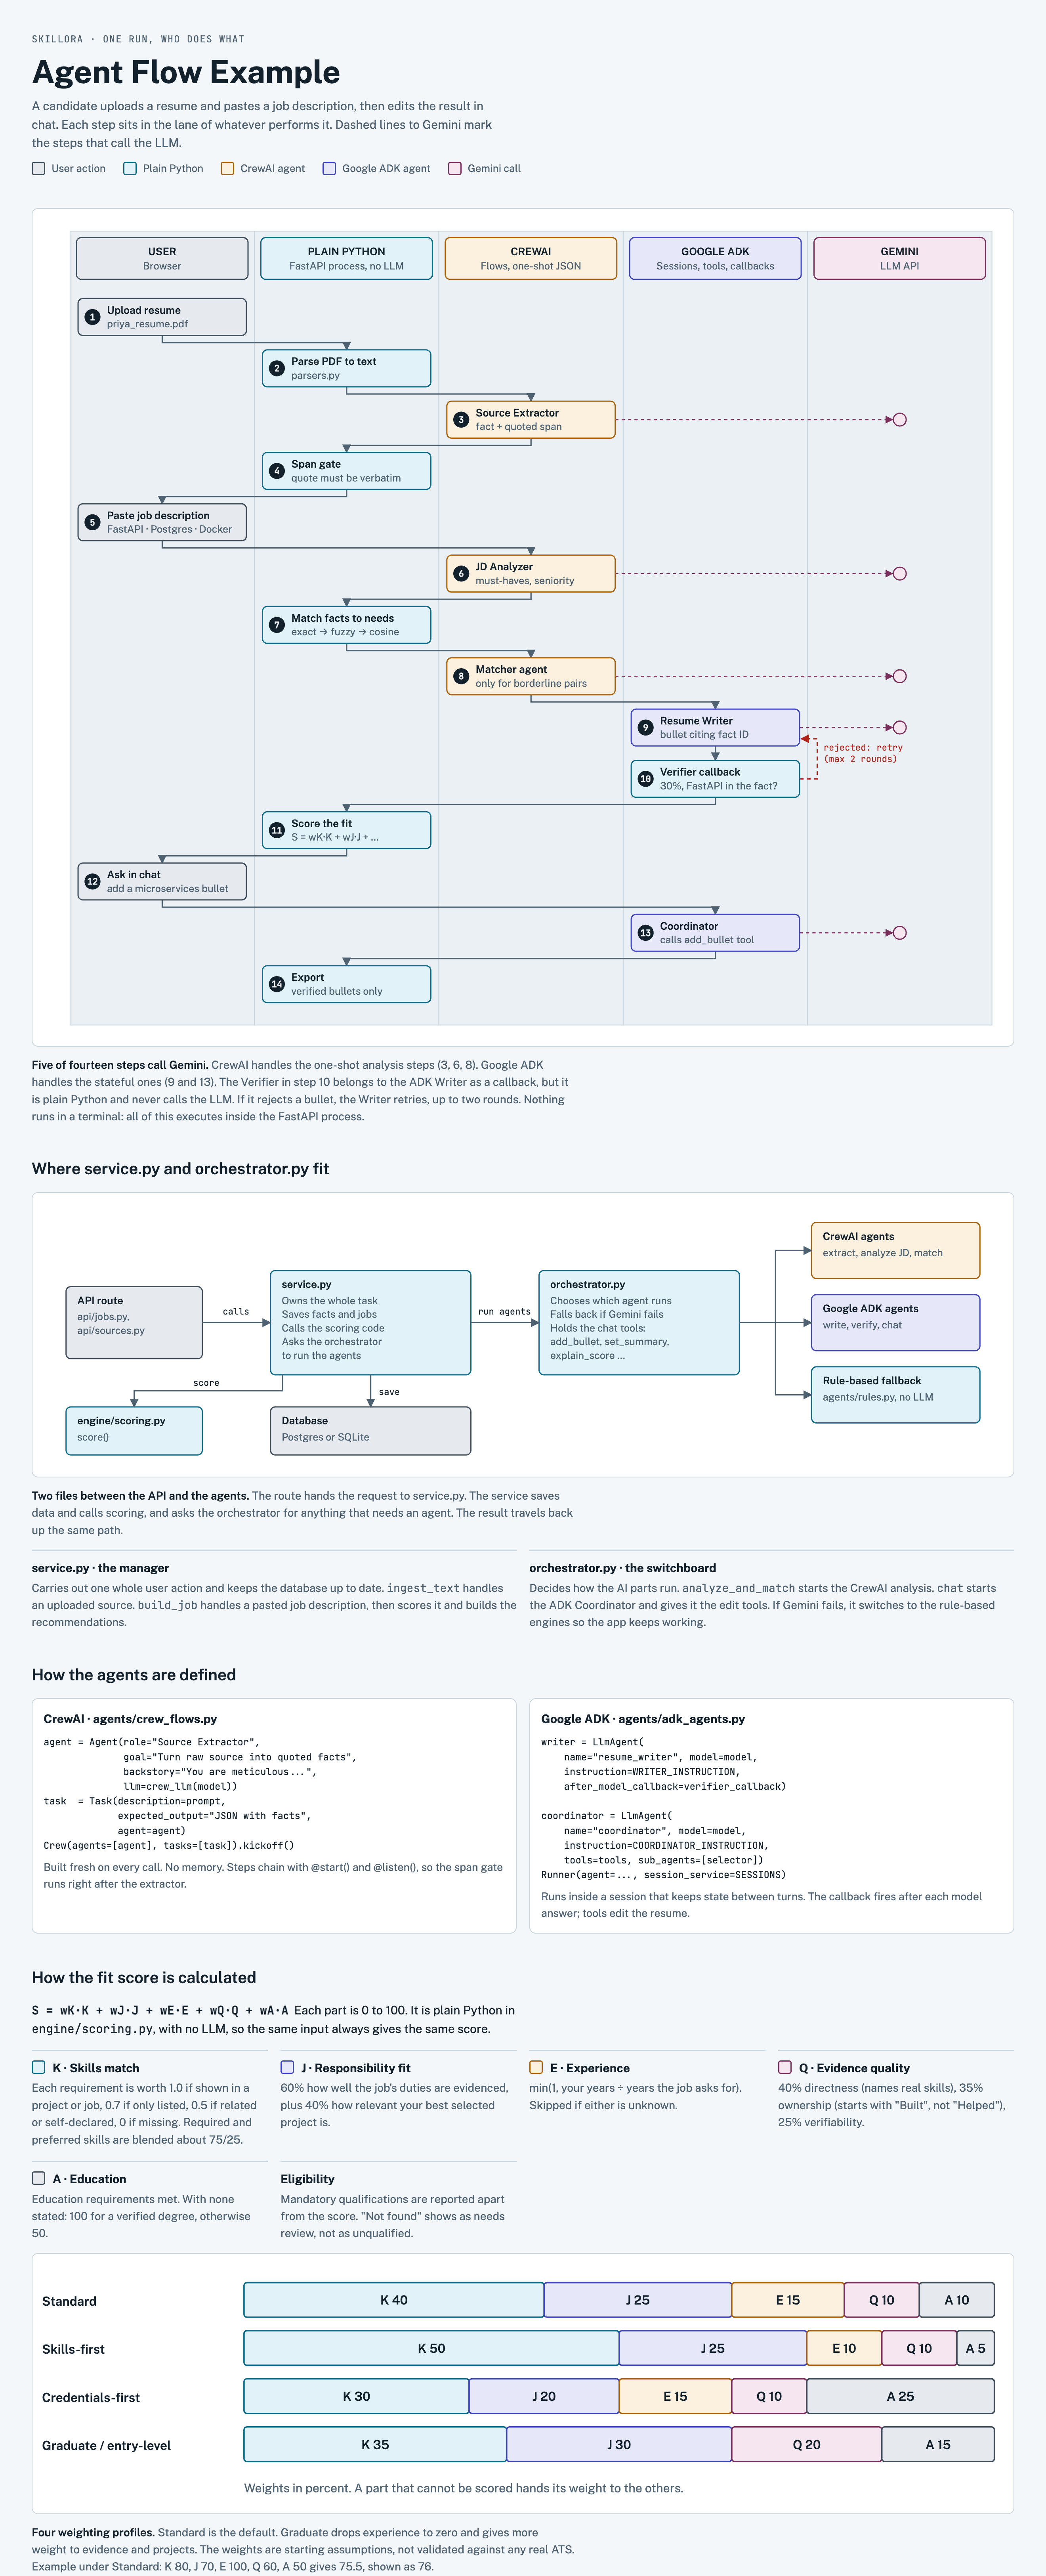 SKILLORA · ONE RUN, WHO DOES WHAT
Agent Flow Example
A candidate uploads a resume and pastes a job description, then edits the result in
chat. Each step sits in the lane of whatever performs it. Dashed lines to Gemini mark
the steps that call the LLM.
User action
Plain Python
CrewAI agent
Google ADK agent
Gemini call
USER
Browser
PLAIN PYTHON
FastAPI process, no LLM
CREWAI
Flows, one-shot JSON
GOOGLE ADK
Sessions, tools, callbacks
GEMINI
LLM API
1
Upload resume
priya_resume.pdf
2
Parse PDF to text
parsers.py
3
Source Extractor
fact + quoted span
4
Span gate
quote must be verbatim
5
Paste job description
FastAPI · Postgres · Docker
6
JD Analyzer
must-haves, seniority
7
Match facts to needs
exact → fuzzy → cosine
8
Matcher agent
only for borderline pairs
9
Resume Writer
bullet citing fact ID
rejected: retry
(max 2 rounds)
10
Verifier callback
30%, FastAPI in the fact?
11
Score the fit
S = wK·K + wJ·J + ...
12
Ask in chat
add a microservices bullet
13
Coordinator
calls add_bullet tool
14
Export
verified bullets only
Five of fourteen steps call Gemini. CrewAI handles the one-shot analysis steps (3, 6, 8). Google ADK
handles the stateful ones (9 and 13). The Verifier in step 10 belongs to the ADK Writer as a callback, but it
is plain Python and never calls the LLM. If it rejects a bullet, the Writer retries, up to two rounds. Nothing
runs in a terminal: all of this executes inside the FastAPI process.
Where service.py and orchestrator.py fit
API route
api/jobs.py,
api/sources.py
calls
service.py
Owns the whole task
Saves facts and jobs
Calls the scoring code
Asks the orchestrator
to run the agents
run agents
orchestrator.py
Chooses which agent runs
Falls back if Gemini fails
Holds the chat tools:
add_bullet, set_summary,
explain_score ...
CrewAI agents
extract, analyze JD, match
Google ADK agents
write, verify, chat
Rule-based fallback
agents/rules.py, no LLM
score
save
engine/scoring.py
score()
Database
Postgres or SQLite
Two files between the API and the agents. The route hands the request to service.py. The service saves
data and calls scoring, and asks the orchestrator for anything that needs an agent. The result travels back
up the same path.
service.py · the manager
Carries out one whole user action and keeps the database up to date. ingest_text handles
an uploaded source. build_job handles a pasted job description, then scores it and builds the
recommendations.
orchestrator.py · the switchboard
Decides how the AI parts run. analyze_and_match starts the CrewAI analysis. chat starts
the ADK Coordinator and gives it the edit tools. If Gemini fails, it switches to the rule-based
engines so the app keeps working.
How the agents are defined
CrewAI · agents/crew_flows.py
agent = Agent(role="Source Extractor",
goal="Turn raw source into quoted facts",
backstory="You are meticulous...",
llm=crew_llm(model))
task = Task(description=prompt,
expected_output="JSON with facts",
agent=agent)
Crew(agents=[agent], tasks=[task]).kickoff()
Built fresh on every call. No memory. Steps chain with @start() and @listen(), so the span gate
runs right after the extractor.
Google ADK · agents/adk_agents.py
writer = LlmAgent(
name="resume_writer", model=model,
instruction=WRITER_INSTRUCTION,
after_model_callback=verifier_callback)
coordinator = LlmAgent(
name="coordinator", model=model,
instruction=COORDINATOR_INSTRUCTION,
tools=tools, sub_agents=[selector])
Runner(agent=..., session_service=SESSIONS)
Runs inside a session that keeps state between turns. The callback fires after each model
answer; tools edit the resume.
How the fit score is calculated
S = wK·K + wJ·J + wE·E + wQ·Q + wA·A Each part is 0 to 100. It is plain Python in
engine/scoring.py, with no LLM, so the same input always gives the same score.
K · Skills match
Each requirement is worth 1.0 if shown in a
project or job, 0.7 if only listed, 0.5 if related
or self-declared, 0 if missing. Required and
preferred skills are blended about 75/25.
J · Responsibility fit
60% how well the job's duties are evidenced,
plus 40% how relevant your best selected
project is.
E · Experience
min(1, your years ÷ years the job asks for).
Skipped if either is unknown.
Q · Evidence quality
40% directness (names real skills), 35%
ownership (starts with "Built", not "Helped"),
25% verifiability.
A · Education
Education requirements met. With none
stated: 100 for a verified degree, otherwise
50.
Eligibility
Mandatory qualifications are reported apart
from the score. "Not found" shows as needs
review, not as unqualified.
Standard
K 40
J 25
E 15
Q 10
A 10
Skills-first
K 50
J 25
E 10
Q 10
A 5
Credentials-first
K 30
J 20
E 15
Q 10
A 25
Graduate / entry-level
K 35
J 30
Q 20
A 15
Weights in percent. A part that cannot be scored hands its weight to the others.
Four weighting profiles. Standard is the default. Graduate drops experience to zero and gives more
weight to evidence and projects. The weights are starting assumptions, not validated against any real ATS.
Example under Standard: K 80, J 70, E 100, Q 60, A 50 gives 75.5, shown as 76.